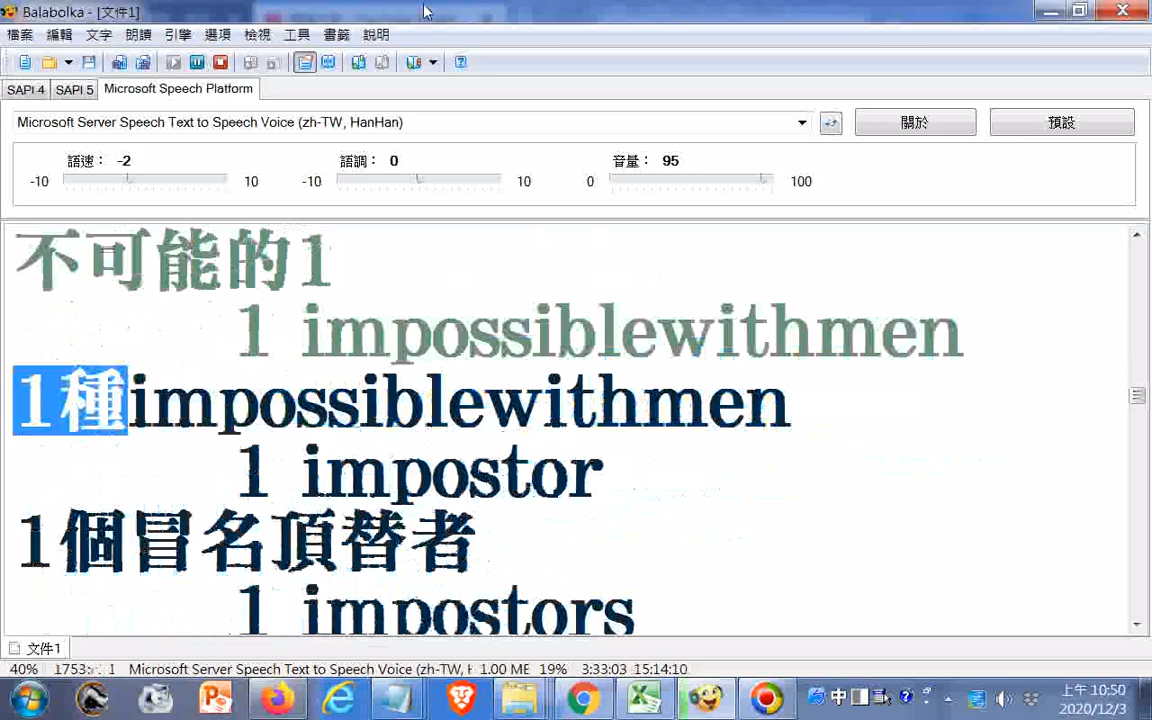 Balabolka - [文件1]
檔案 編輯 文字 朗讀 引擎 選項 檢視 工具 書籤 說明
SAPI 4 SAPI 5 Microsoft Speech Platform
Microsoft Server Speech Text to Speech Voice (zh-TW, HanHan) 關於 預設
語速： -2 語調： 0 音量： 95
-10 10 -10 10 0 100
不可能的1
1 impossiblewithmen
1種impossiblewithmen
1 impostor
1個冒名頂替者
1 impostors
文件1
40% Microsoft Server Speech Text to Speech Voice (zh-TW, 1.00 ME 19% 3:33:03 15:14:10
中 上午 10:50
2020/12/3